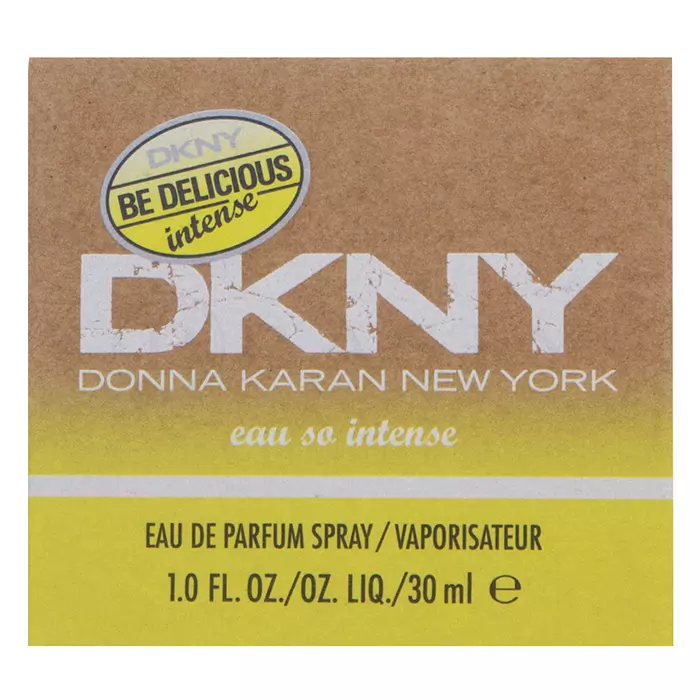 DKNY
BE DELICIOUS
intense
DKNY
DONNA KARAN NEW YORK
eau so intense
EAU DE PARFUM SPRAY/VAPORISATEUR
1.0 FL. OZ./OZ. LIQ./30 ml ℮